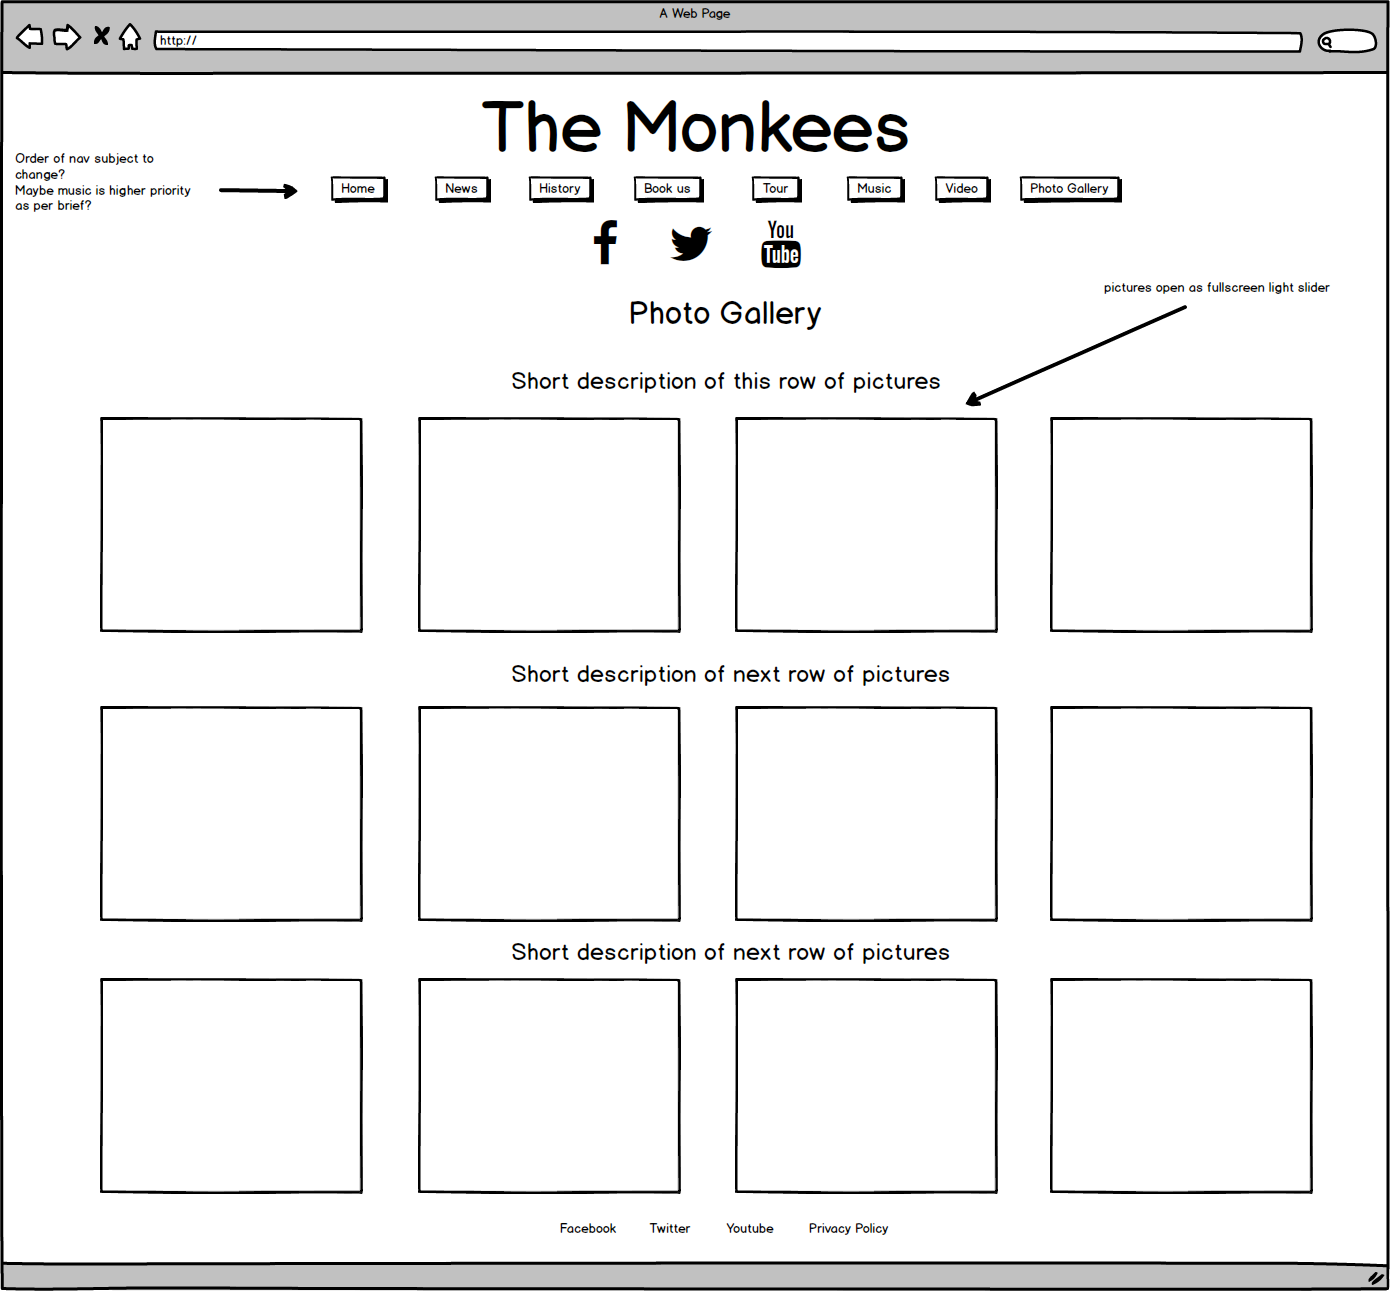 A Web Page
http://
The Monkees
Order of nav subject to
change?
Maybe music is higher priority
as per brief?
Home News History Book us Tour Music Video Photo Gallery
You
Tube
pictures open as fullscreen light slider
Photo Gallery
Short description of this row of pictures
Short description of next row of pictures
Short description of next row of pictures
Facebook Twitter Youtube Privacy Policy